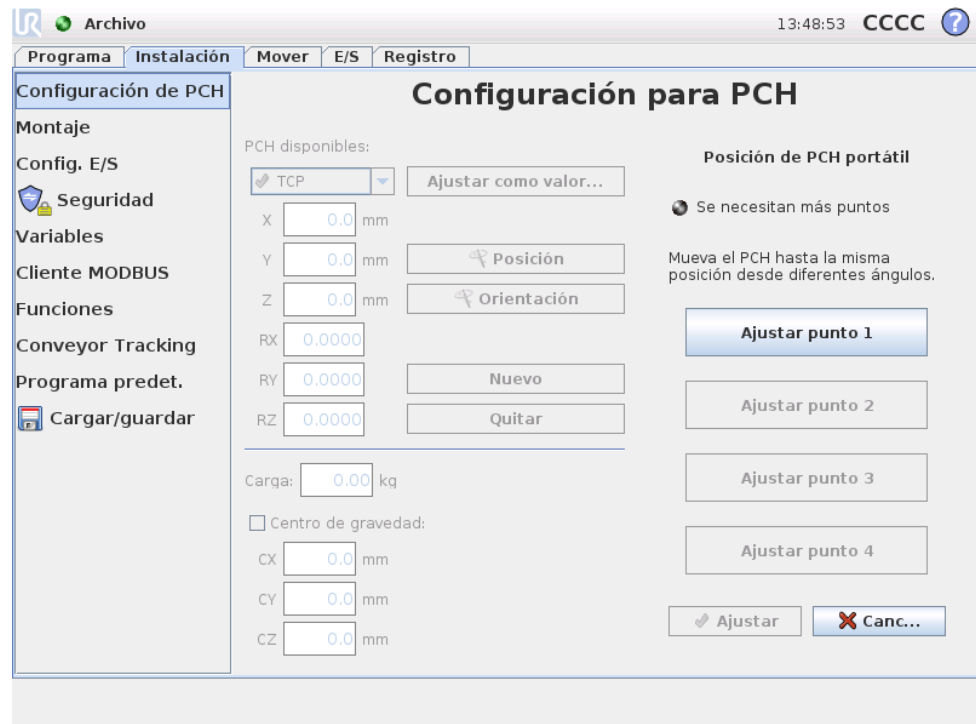 UR Archivo 13:48:53 CCCC ?
Programa Instalación Mover E/S Registro
Configuración de PCH
Montaje
Config. E/S
Seguridad
Variables
Cliente MODBUS
Funciones
Conveyor Tracking
Programa predet.
Cargar/guardar
Configuración para PCH
PCH disponibles:
TCP Ajustar como valor...
X 0.0 mm
Y 0.0 mm Posición
Z 0.0 mm Orientación
RX 0.0000
RY 0.0000 Nuevo
RZ 0.0000 Quitar
Carga: 0.00 kg
Centro de gravedad:
CX 0.0 mm
CY 0.0 mm
CZ 0.0 mm
Posición de PCH portátil
Se necesitan más puntos
Mueva el PCH hasta la misma
posición desde diferentes ángulos.
Ajustar punto 1
Ajustar punto 2
Ajustar punto 3
Ajustar punto 4
Ajustar Canc...